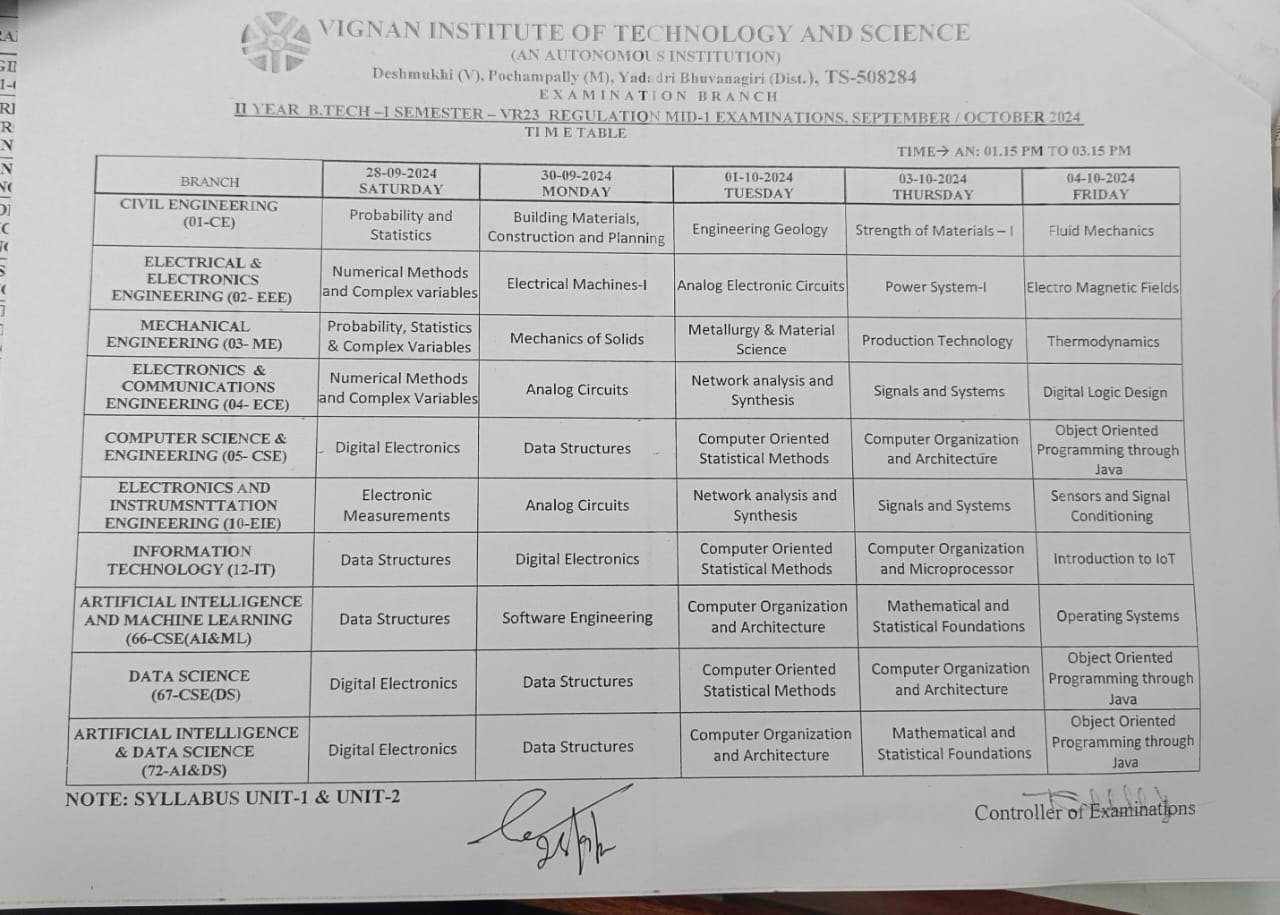 VIGNAN INSTITUTE OF TECHNOLOGY AND SCIENCE
(AN AUTONOMOUS INSTITUTION)
Deshmukhi (V), Pochampally (M), Yadadri Bhuvanagiri (Dist.), TS-508284
EXAMINATION BRANCH
II YEAR B.TECH –I SEMESTER – VR23 REGULATION MID-1 EXAMINATIONS, SEPTEMBER / OCTOBER 2024
TIMETABLE
TIME→ AN: 01.15 PM TO 03.15 PM
BRANCH
28-09-2024
SATURDAY
30-09-2024
MONDAY
01-10-2024
TUESDAY
03-10-2024
THURSDAY
04-10-2024
FRIDAY
CIVIL ENGINEERING
(01-CE)
Probability and
Statistics
Building Materials,
Construction and Planning
Engineering Geology
Strength of Materials – I
Fluid Mechanics
ELECTRICAL &
ELECTRONICS
ENGINEERING (02- EEE)
Numerical Methods
and Complex variables
Electrical Machines-I
Analog Electronic Circuits
Power System-I
Electro Magnetic Fields
MECHANICAL
ENGINEERING (03- ME)
Probability, Statistics
& Complex Variables
Mechanics of Solids
Metallurgy & Material
Science
Production Technology
Thermodynamics
ELECTRONICS &
COMMUNICATIONS
ENGINEERING (04- ECE)
Numerical Methods
and Complex Variables
Analog Circuits
Network analysis and
Synthesis
Signals and Systems
Digital Logic Design
COMPUTER SCIENCE &
ENGINEERING (05- CSE)
Digital Electronics
Data Structures
Computer Oriented
Statistical Methods
Computer Organization
and Architecture
Object Oriented
Programming through
Java
ELECTRONICS AND
INSTRUMSNTTATION
ENGINEERING (10-EIE)
Electronic
Measurements
Analog Circuits
Network analysis and
Synthesis
Signals and Systems
Sensors and Signal
Conditioning
INFORMATION
TECHNOLOGY (12-IT)
Data Structures
Digital Electronics
Computer Oriented
Statistical Methods
Computer Organization
and Microprocessor
Introduction to IoT
ARTIFICIAL INTELLIGENCE
AND MACHINE LEARNING
(66-CSE(AI&ML)
Data Structures
Software Engineering
Computer Organization
and Architecture
Mathematical and
Statistical Foundations
Operating Systems
DATA SCIENCE
(67-CSE(DS)
Digital Electronics
Data Structures
Computer Oriented
Statistical Methods
Computer Organization
and Architecture
Object Oriented
Programming through
Java
ARTIFICIAL INTELLIGENCE
& DATA SCIENCE
(72-AI&DS)
Digital Electronics
Data Structures
Computer Organization
and Architecture
Mathematical and
Statistical Foundations
Object Oriented
Programming through
Java
NOTE: SYLLABUS UNIT-1 & UNIT-2
Controller of Examinations